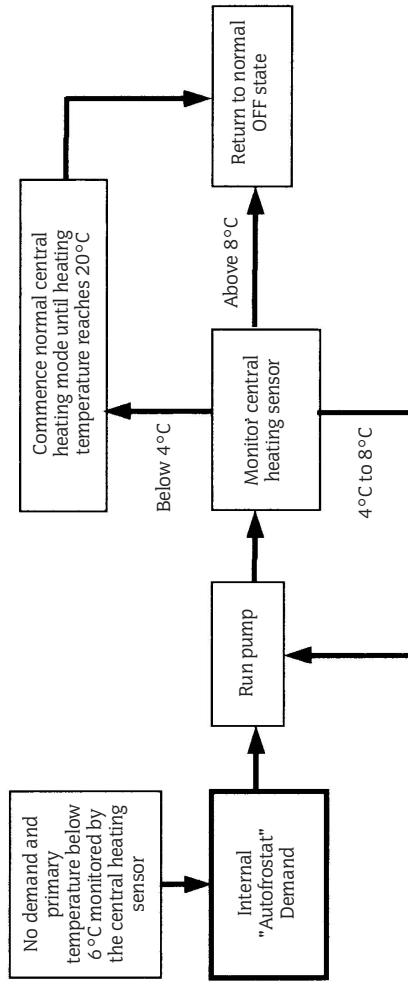 No demand and
primary
temperature below
6°C monitored by
the central heating
sensor
Internal
"Autofrostat"
Demand
Run pump
Monitor central
heating sensor
Below 4°C
Commence normal central
heating mode until heating
temperature reaches 20°C
Above 8°C
Return to normal
OFF state
4°C to 8°C